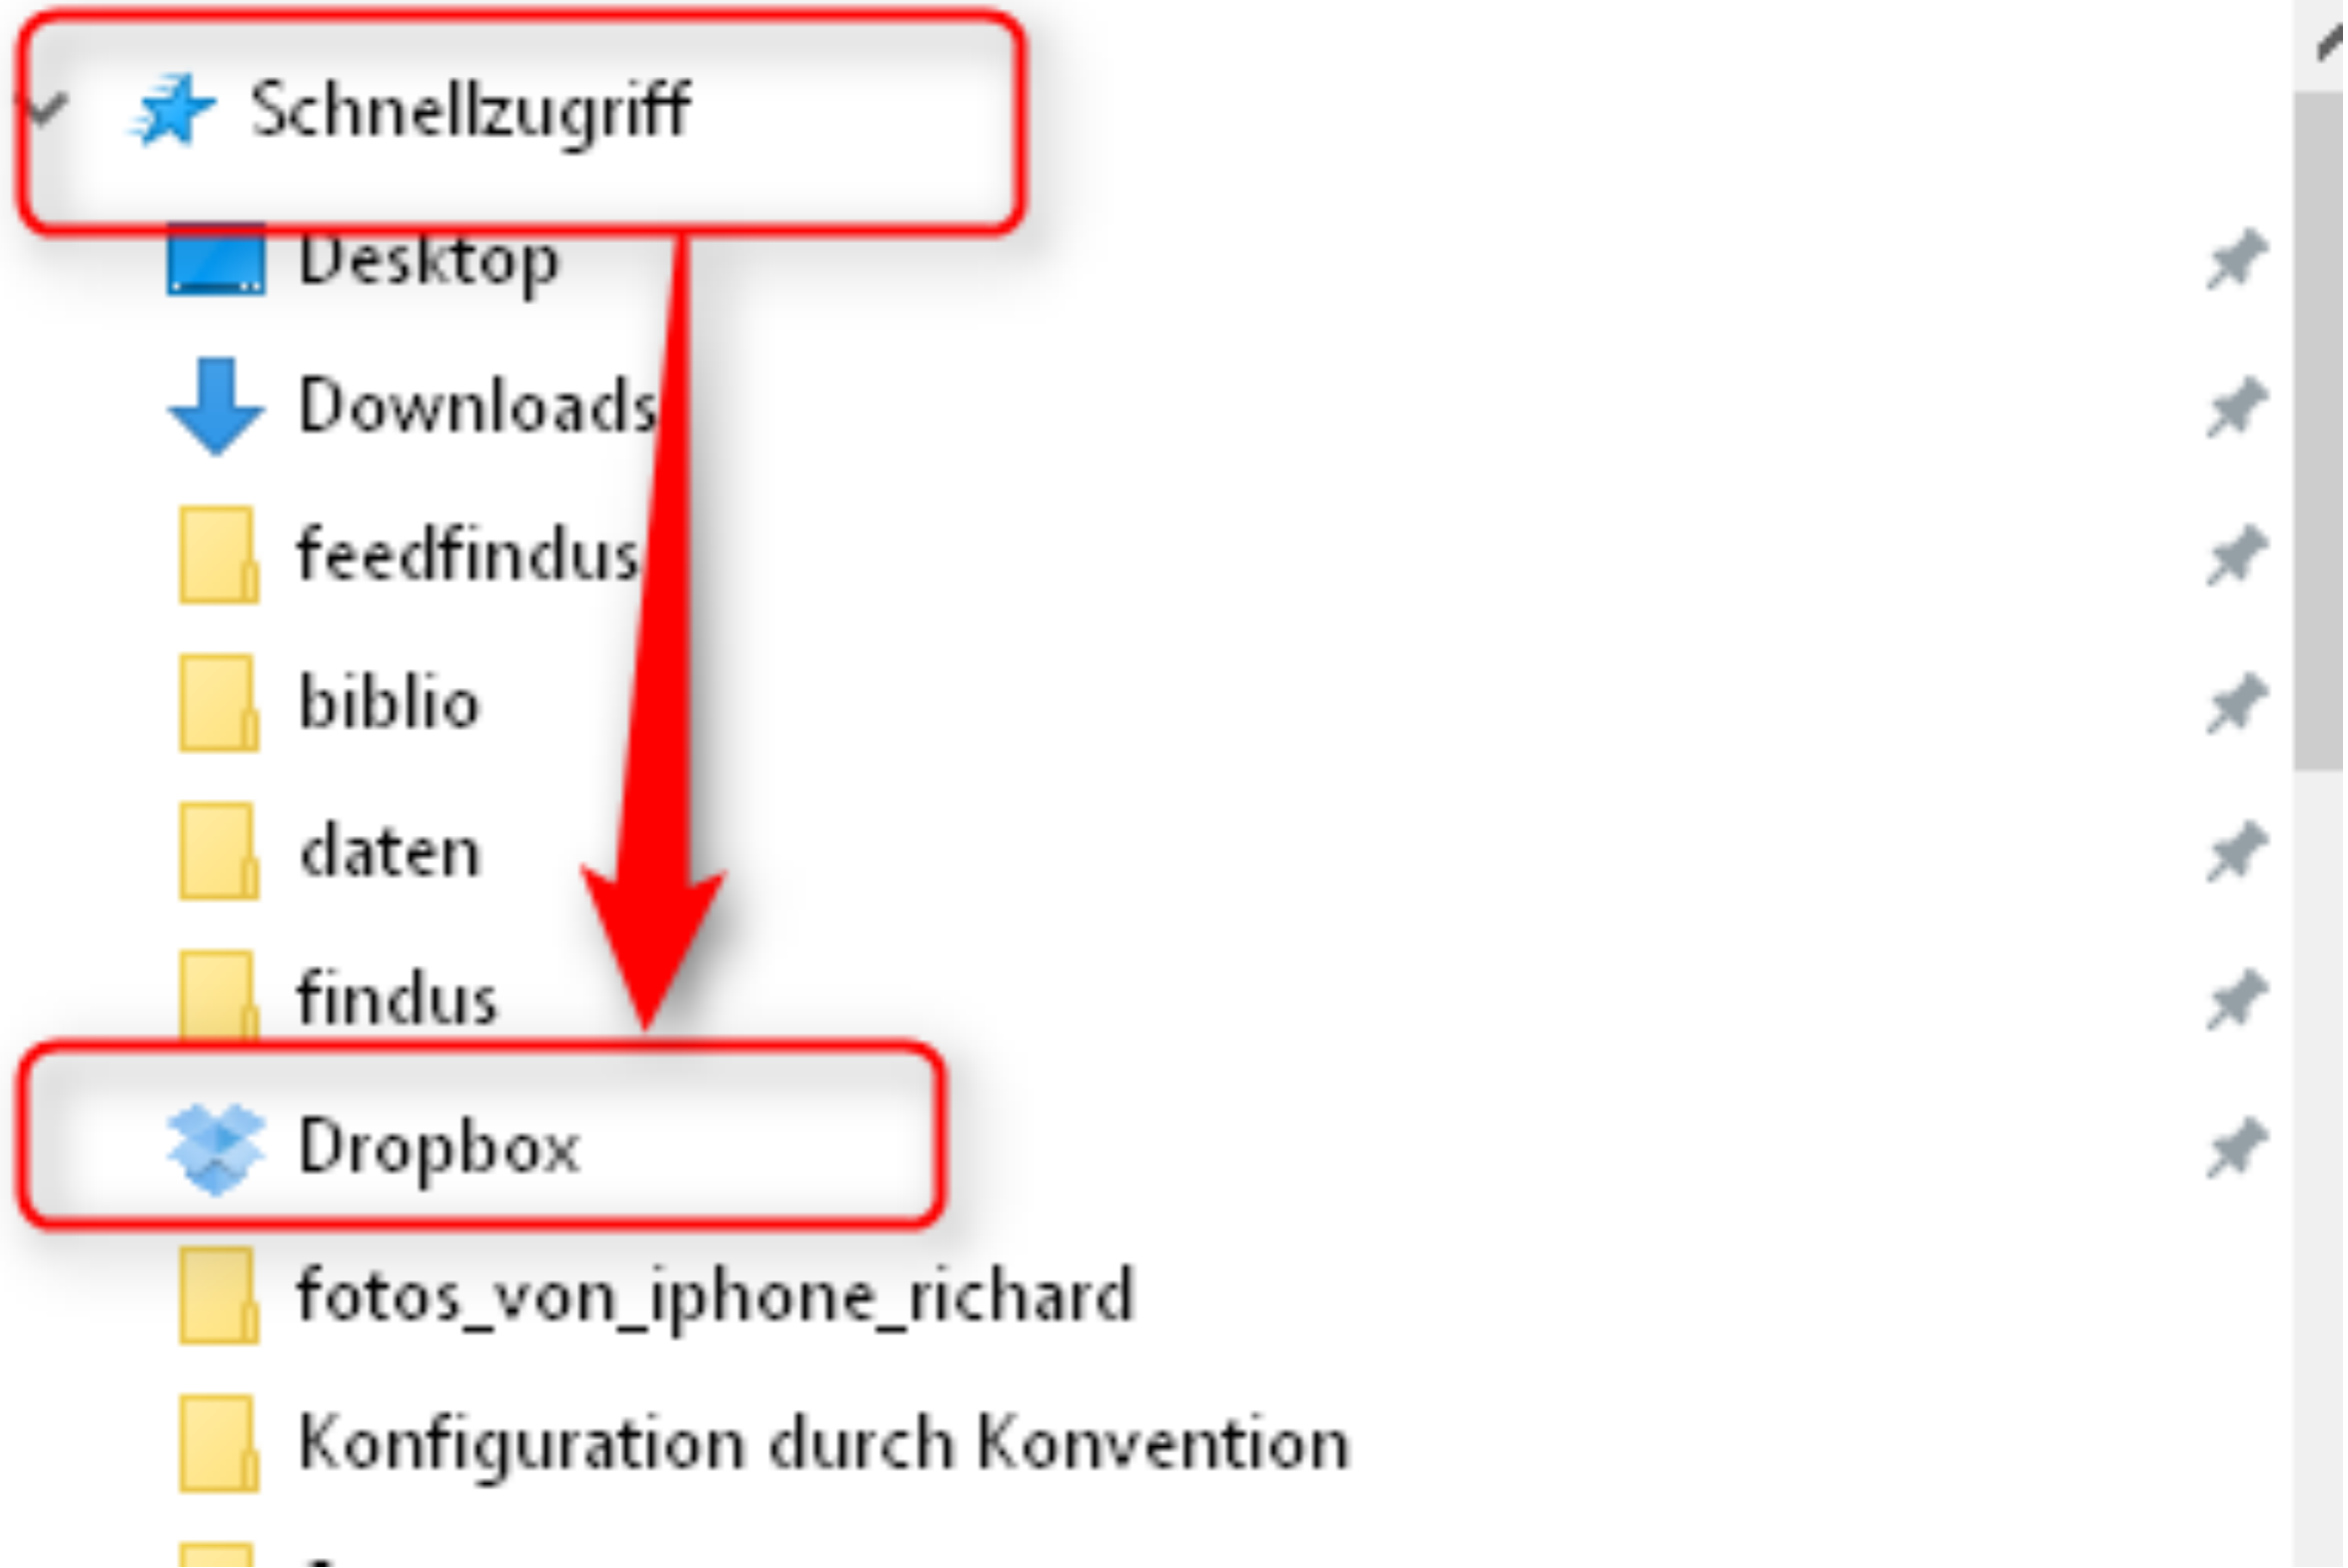 Schnellzugriff
Desktop
Downloads
feedfindus
biblio
daten
findus
Dropbox
fotos_von_iphone_richard
Konfiguration durch Konvention